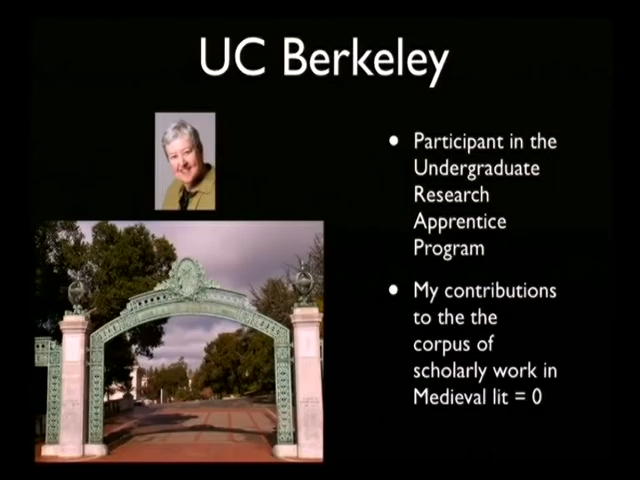 UC Berkeley
• Participant in the
Undergraduate
Research
Apprentice
Program
• My contributions
to the the
corpus of
scholarly work in
Medieval lit = 0